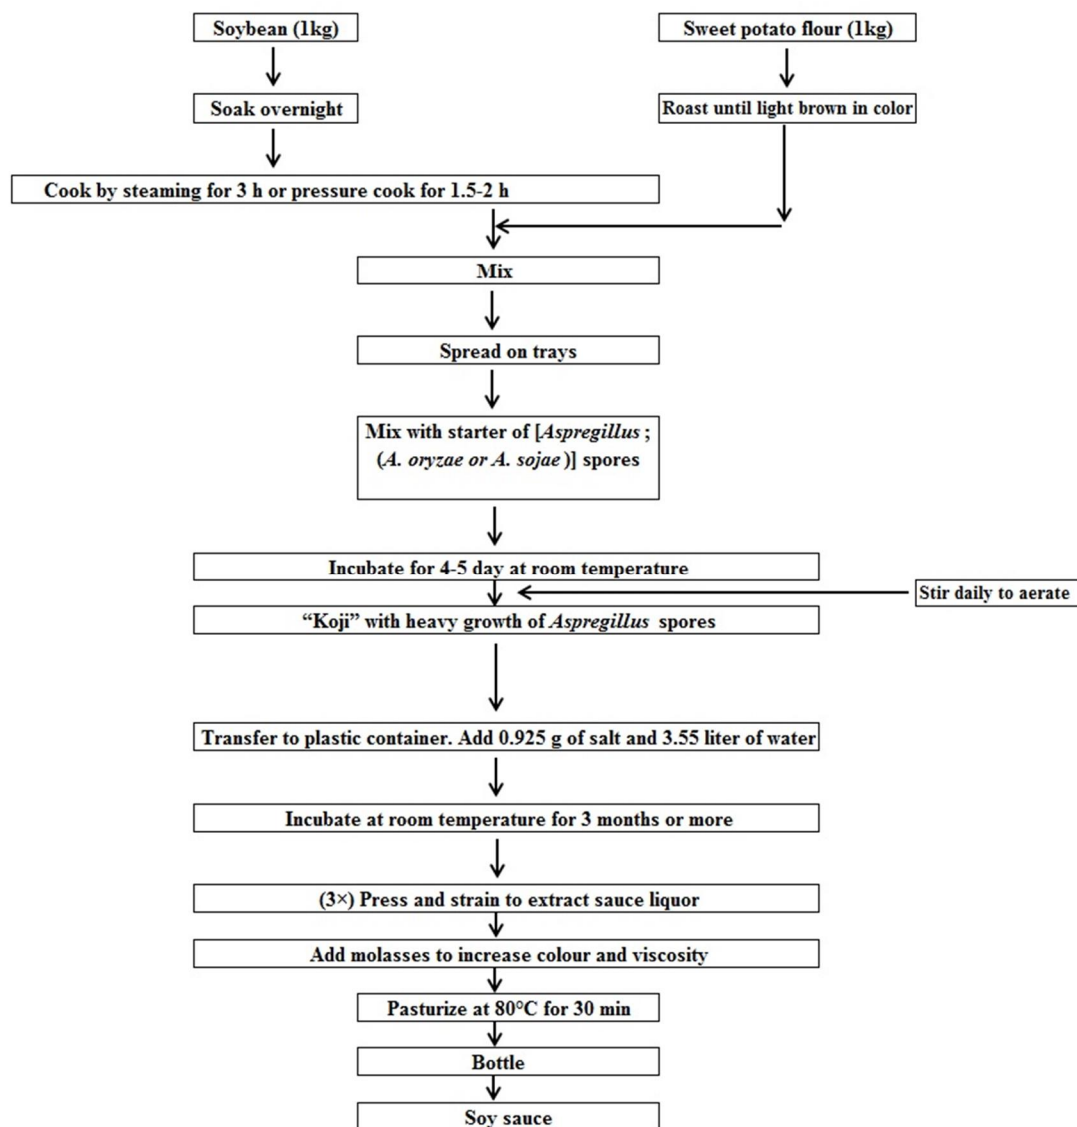 Soybean (1kg)
Sweet potato flour (1kg)
Soak overnight
Roast until light brown in color
Cook by steaming for 3 h or pressure cook for 1.5-2 h
Mix
Spread on trays
Mix with starter of [Aspregillus;
(A. oryzae or A. sojae)] spores
Incubate for 4-5 day at room temperature
Stir daily to aerate
“Koji” with heavy growth of Aspregillus spores
Transfer to plastic container. Add 0.925 g of salt and 3.55 liter of water
Incubate at room temperature for 3 months or more
(3×) Press and strain to extract sauce liquor
Add molasses to increase colour and viscosity
Pasturize at 80°C for 30 min
Bottle
Soy sauce